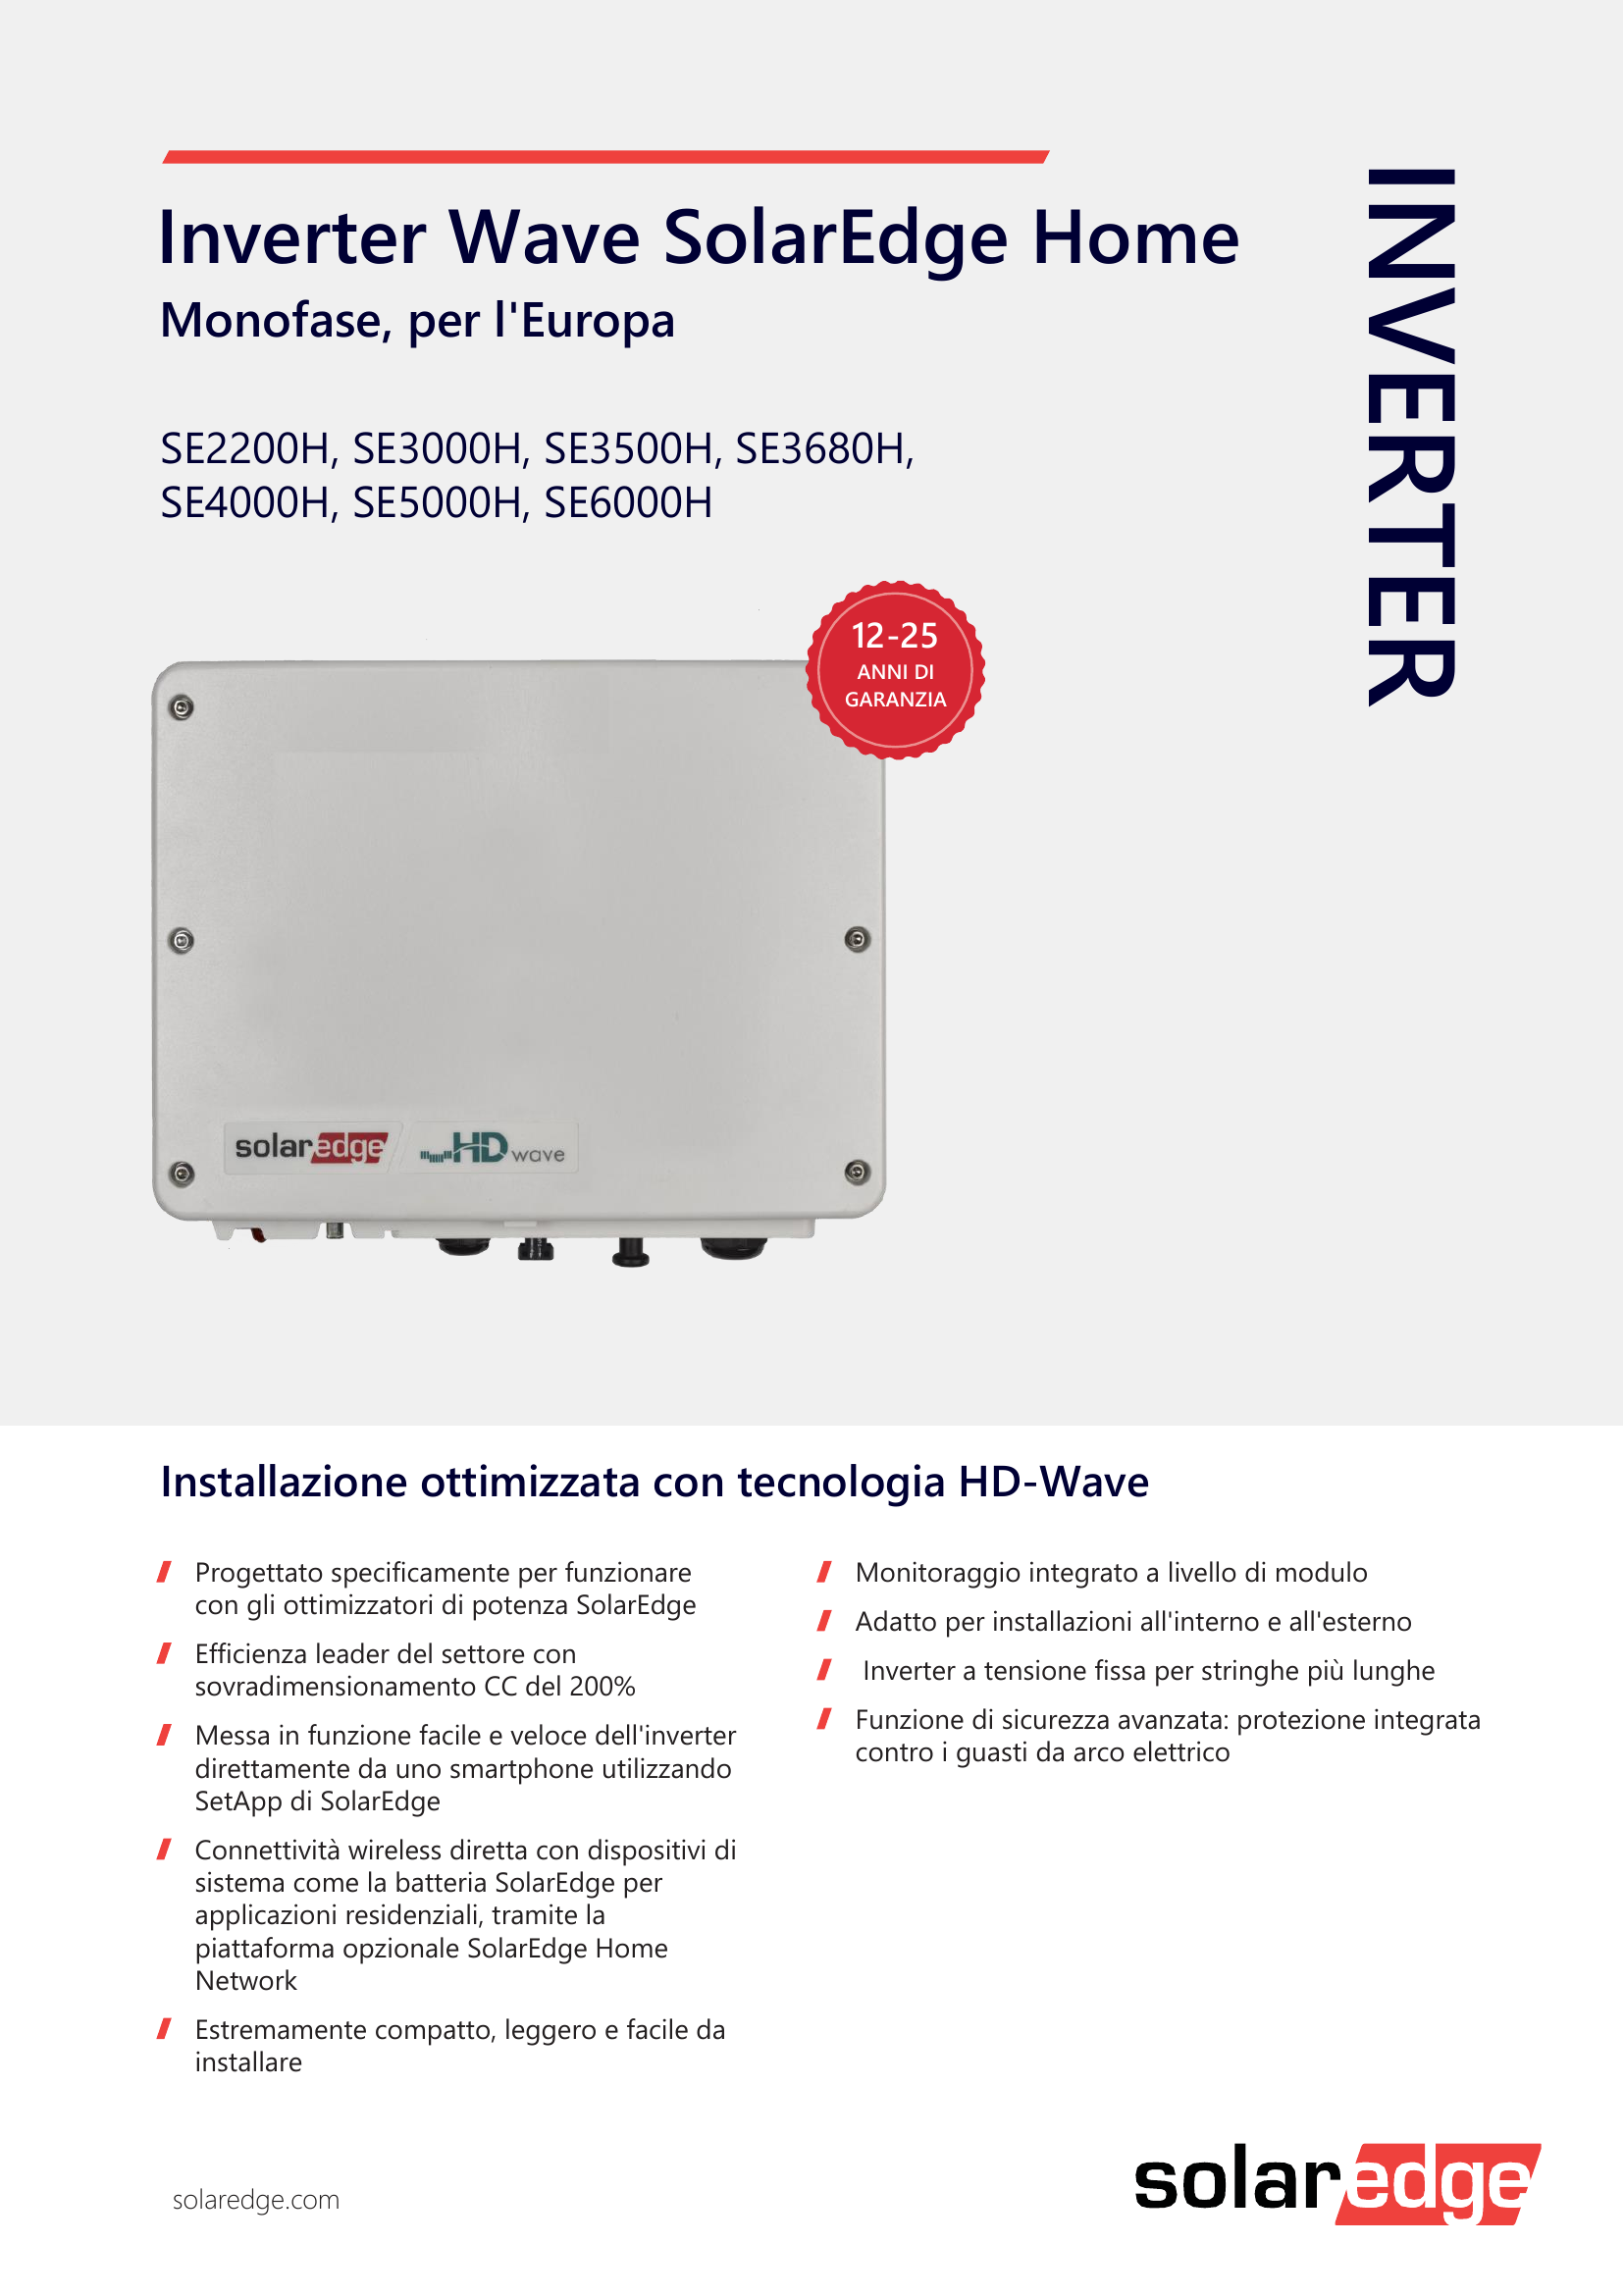 Inverter Wave SolarEdge Home
Monofase, per l'Europa
SE2200H, SE3000H, SE3500H, SE3680H,
SE4000H, SE5000H, SE6000H
INVERTER
12-25
ANNI DI
GARANZIA
solaredge HD wave
Installazione ottimizzata con tecnologia HD-Wave
Progettato specificamente per funzionare
con gli ottimizzatori di potenza SolarEdge
Efficienza leader del settore con
sovradimensionamento CC del 200%
Messa in funzione facile e veloce dell'inverter
direttamente da uno smartphone utilizzando
SetApp di SolarEdge
Connettività wireless diretta con dispositivi di
sistema come la batteria SolarEdge per
applicazioni residenziali, tramite la
piattaforma opzionale SolarEdge Home
Network
Estremamente compatto, leggero e facile da
installare
Monitoraggio integrato a livello di modulo
Adatto per installazioni all'interno e all'esterno
Inverter a tensione fissa per stringhe più lunghe
Funzione di sicurezza avanzata: protezione integrata
contro i guasti da arco elettrico
solaredge.com
solaredge